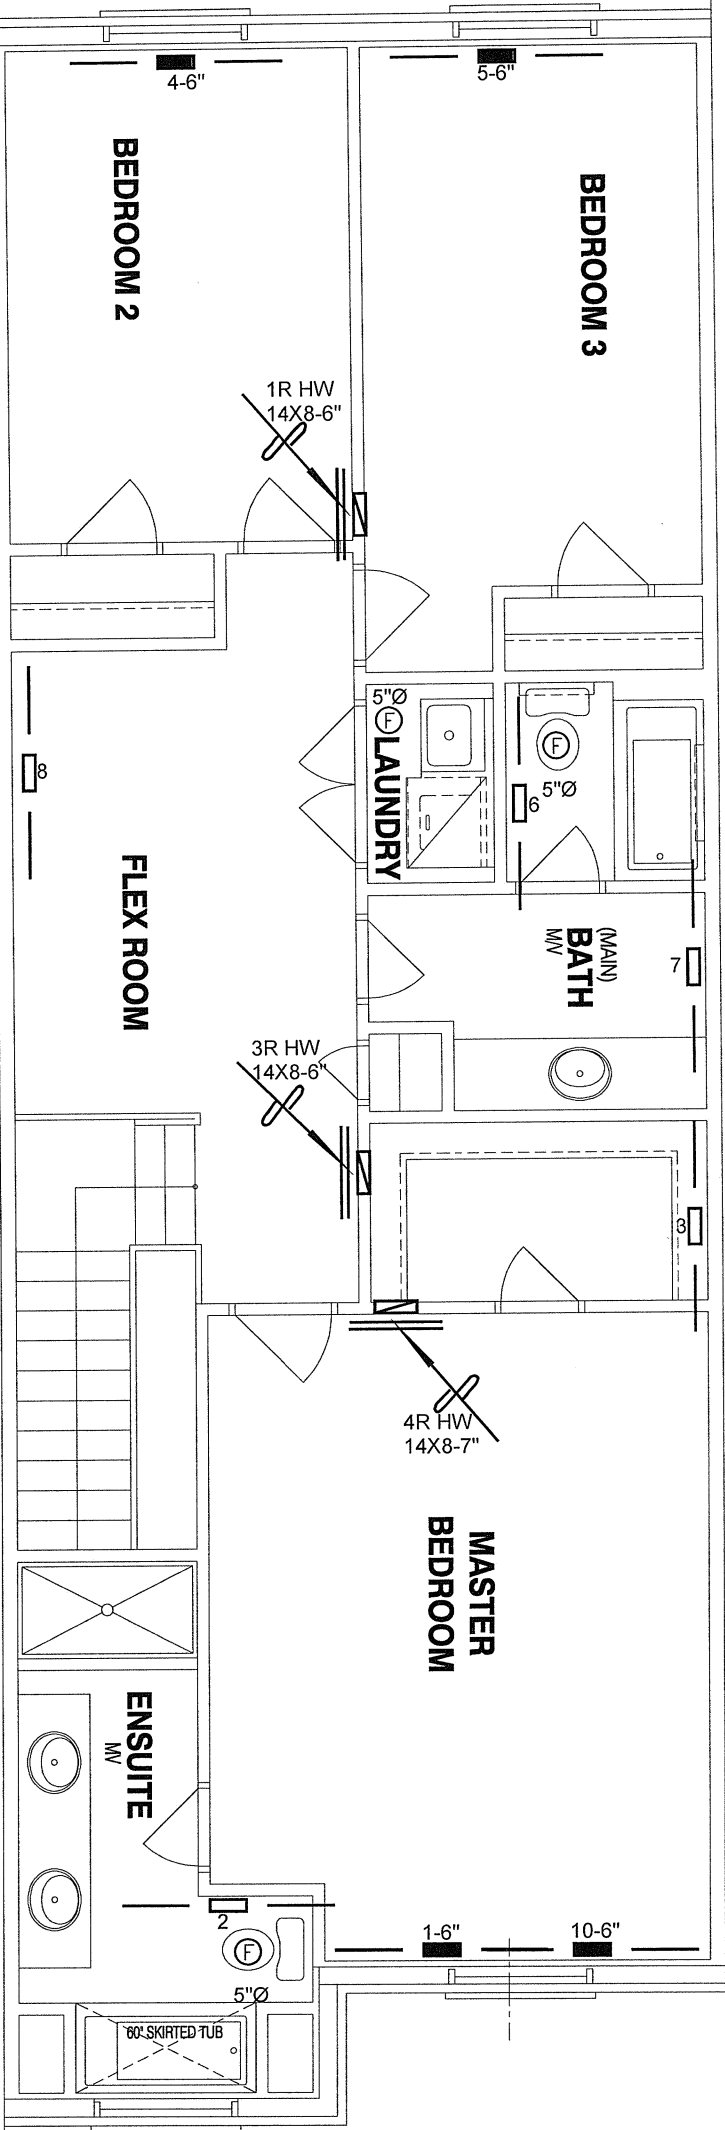 4-6"
5-6"
BEDROOM 2
BEDROOM 3
1R HW
14X8-6"
5"Ø
F
LAUNDRY
F
5"Ø
6
8
FLEX ROOM
(MAIN)
BATH
M/V
7
3R HW
14X8-6"
3
4R HW
14X8-7"
MASTER
BEDROOM
ENSUITE
MV
2
F
5"Ø
1-6"
10-6"
60" SKIRTED TUB